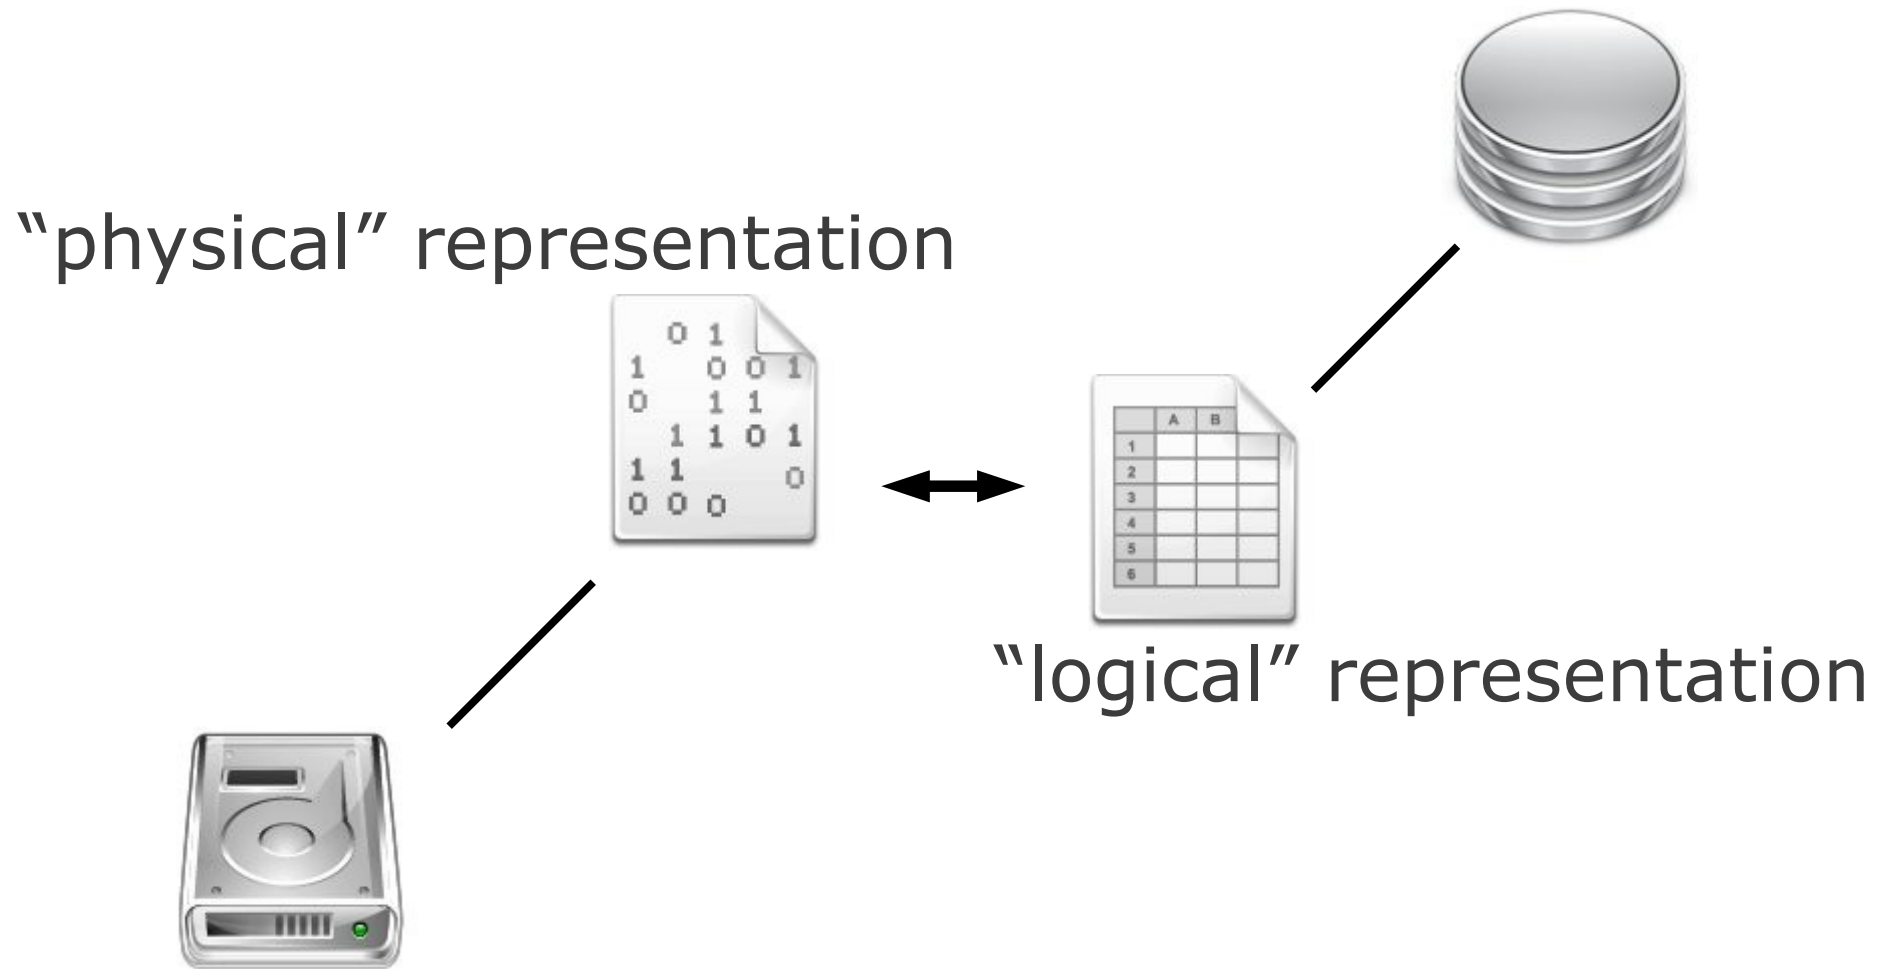 “physical” representation
0 1
1 0 0 1
0 1 1
1 1 0 1
1 1 0
0 0 0
A B
1
2
3
4
5
6
“logical” representation